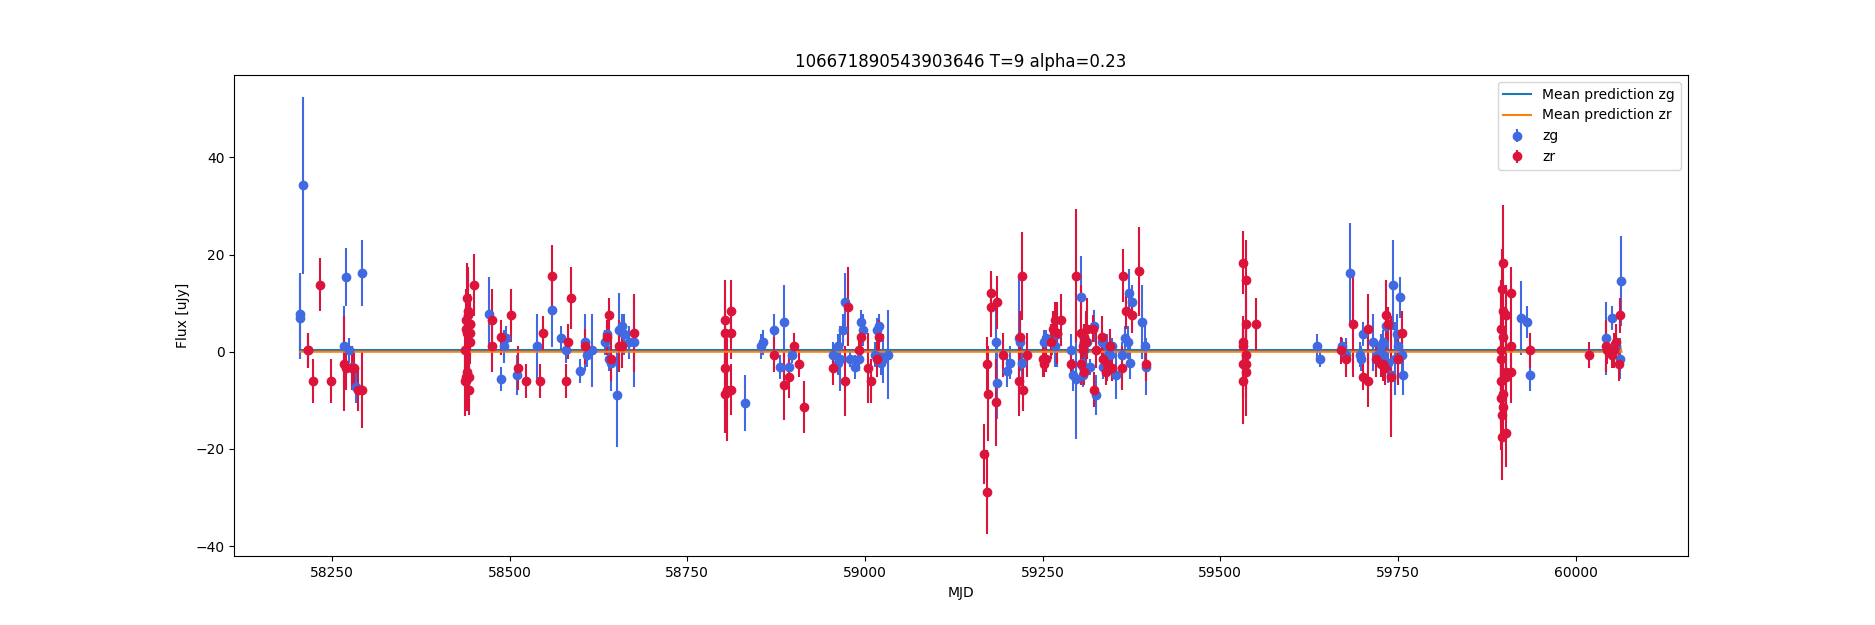 106671890543903646 T=9 alpha=0.23
Flux [uJy]
40
20
0
−20
−40
58250 58500 58750 59000 59250 59500 59750 60000
MJD
Mean prediction zg
Mean prediction zr
zg
zr